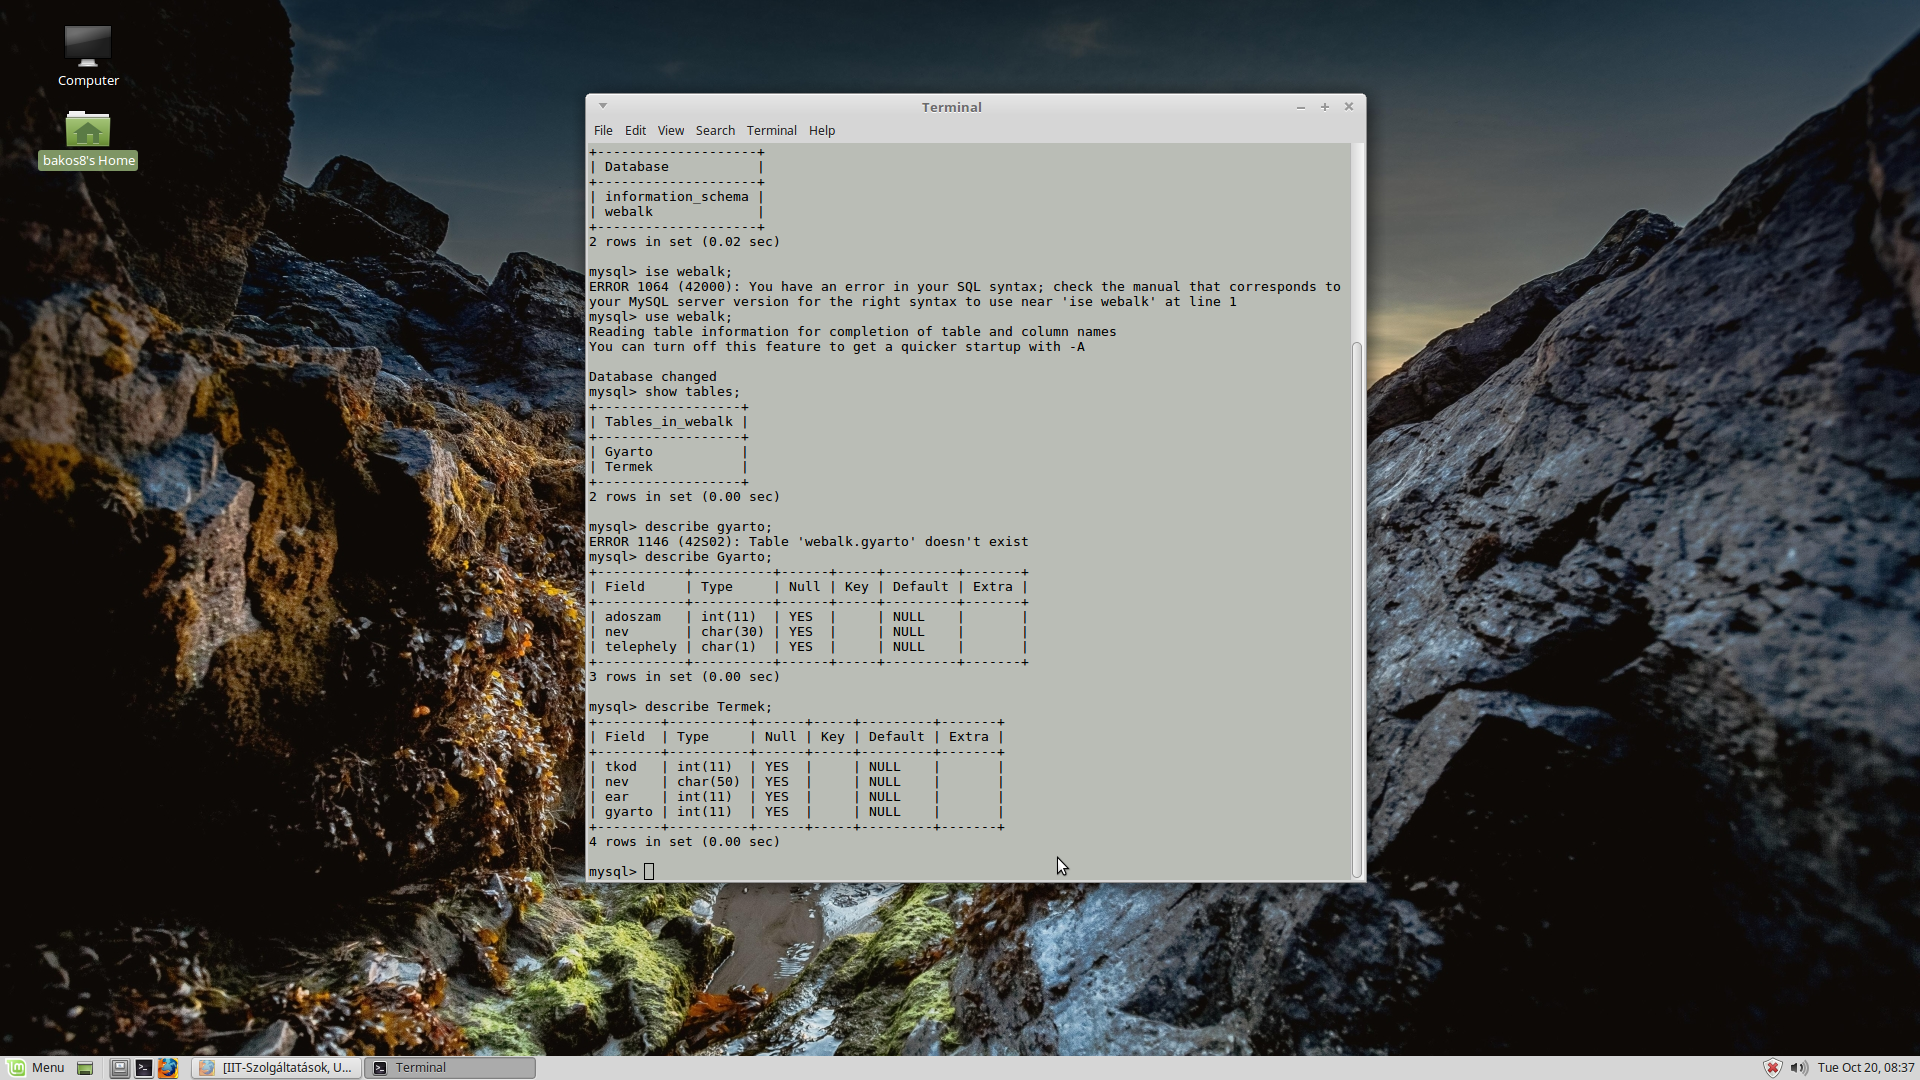 Computer
bakos8's Home
Terminal
File Edit View Search Terminal Help
+--------------------+
| Database           |
+--------------------+
| information_schema |
| webalk             |
+--------------------+
2 rows in set (0.02 sec)
mysql> ise webalk;
ERROR 1064 (42000): You have an error in your SQL syntax; check the manual that corresponds to
your MySQL server version for the right syntax to use near 'ise webalk' at line 1
mysql> use webalk;
Reading table information for completion of table and column names
You can turn off this feature to get a quicker startup with -A
Database changed
mysql> show tables;
+------------------+
| Tables_in_webalk |
+------------------+
| Gyarto           |
| Termek           |
+------------------+
2 rows in set (0.00 sec)
mysql> describe gyarto;
ERROR 1146 (42S02): Table 'webalk.gyarto' doesn't exist
mysql> describe Gyarto;
+-----------+----------+------+-----+---------+-------+
| Field     | Type     | Null | Key | Default | Extra |
+-----------+----------+------+-----+---------+-------+
| adoszam   | int(11)  | YES  |     | NULL    |       |
| nev       | char(30) | YES  |     | NULL    |       |
| telephely | char(1)  | YES  |     | NULL    |       |
+-----------+----------+------+-----+---------+-------+
3 rows in set (0.00 sec)
mysql> describe Termek;
+--------+----------+------+-----+---------+-------+
| Field  | Type     | Null | Key | Default | Extra |
+--------+----------+------+-----+---------+-------+
| tkod   | int(11)  | YES  |     | NULL    |       |
| nev    | char(50) | YES  |     | NULL    |       |
| ear    | int(11)  | YES  |     | NULL    |       |
| gyarto | int(11)  | YES  |     | NULL    |       |
+--------+----------+------+-----+---------+-------+
4 rows in set (0.00 sec)
mysql>
Menu [IIT-Szolgáltatások, U... Terminal Tue Oct 20, 08:37